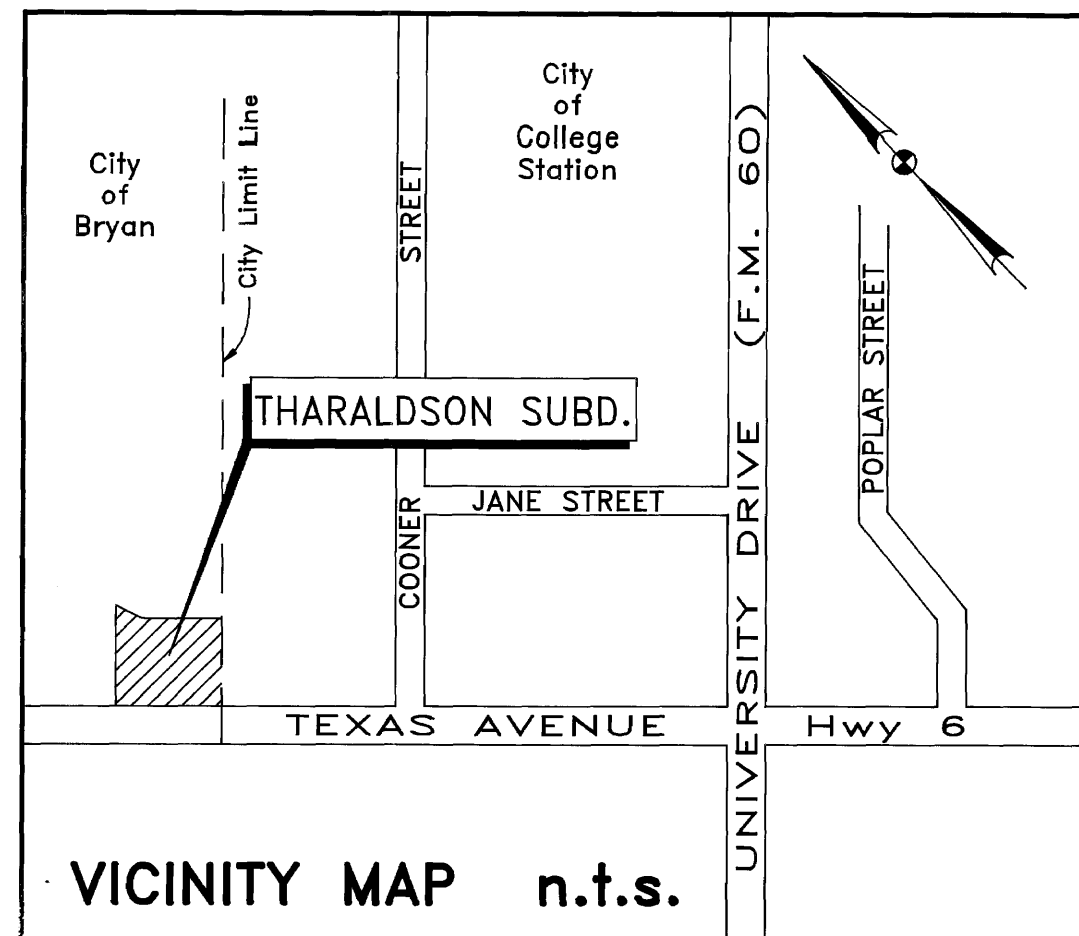 City
of
Bryan
City Limit Line
STREET
City
of
College
Station
UNIVERSITY DRIVE (F.M. 60)
POPLAR STREET
THARALDSON SUBD.
COONER
JANE STREET
TEXAS AVENUE
Hwy 6
VICINITY MAP n.t.s.